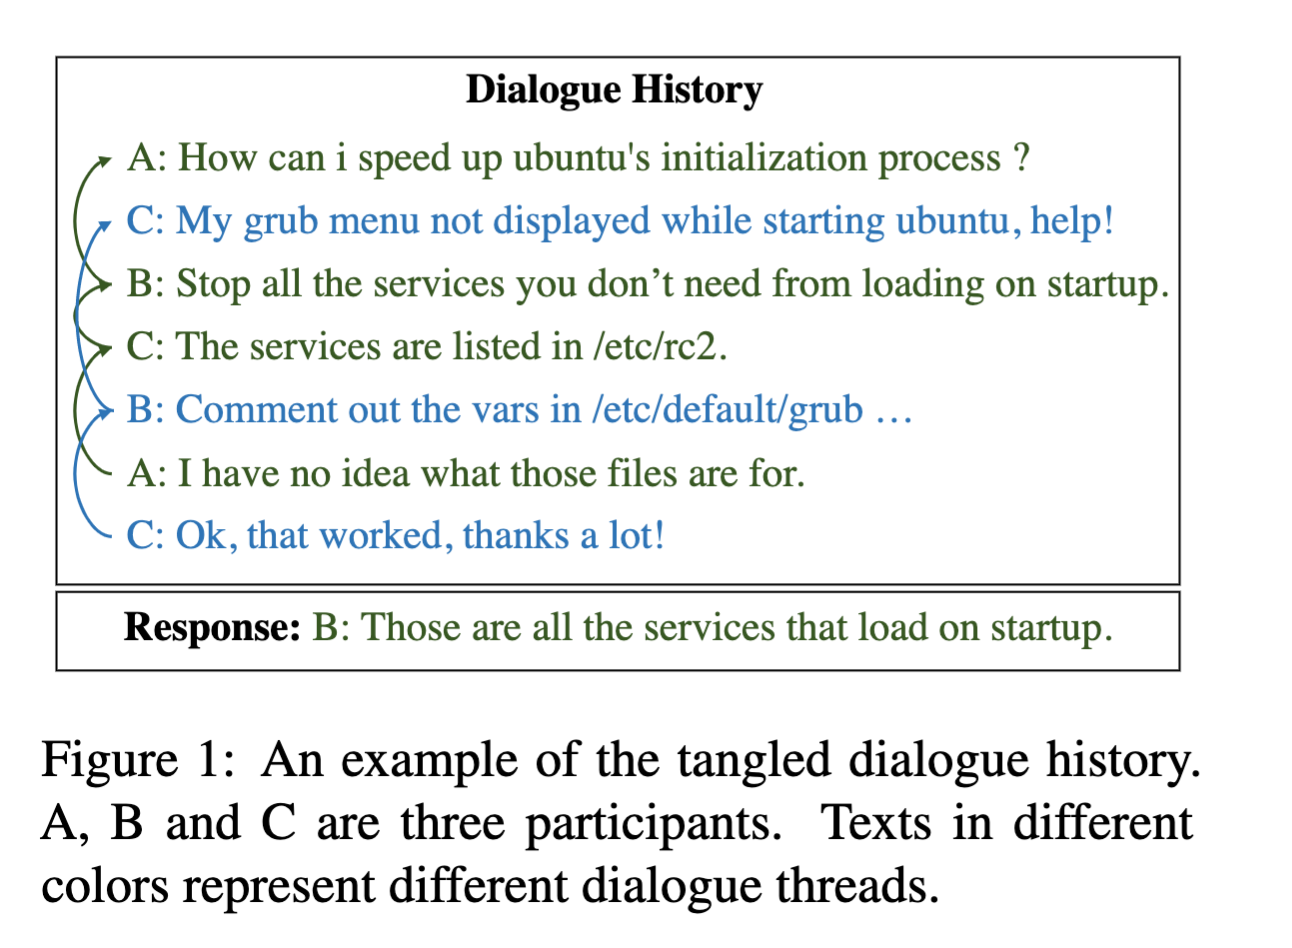 Dialogue History
A: How can i speed up ubuntu's initialization process ?
C: My grub menu not displayed while starting ubuntu, help!
B: Stop all the services you don’t need from loading on startup.
C: The services are listed in /etc/rc2.
B: Comment out the vars in /etc/default/grub …
A: I have no idea what those files are for.
C: Ok, that worked, thanks a lot!
Response: B: Those are all the services that load on startup.
Figure 1: An example of the tangled dialogue history.
A, B and C are three participants. Texts in different
colors represent different dialogue threads.